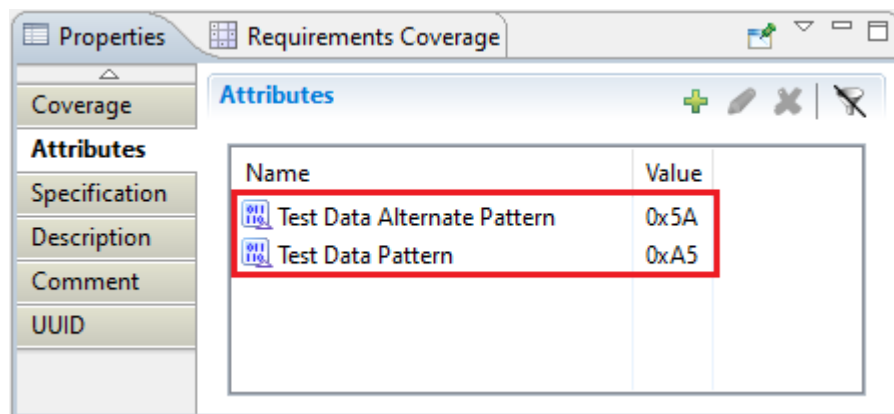 Properties
Requirements Coverage
Coverage
Attributes
Specification
Description
Comment
UUID
Attributes
Name Value
Test Data Alternate Pattern 0x5A
Test Data Pattern 0xA5